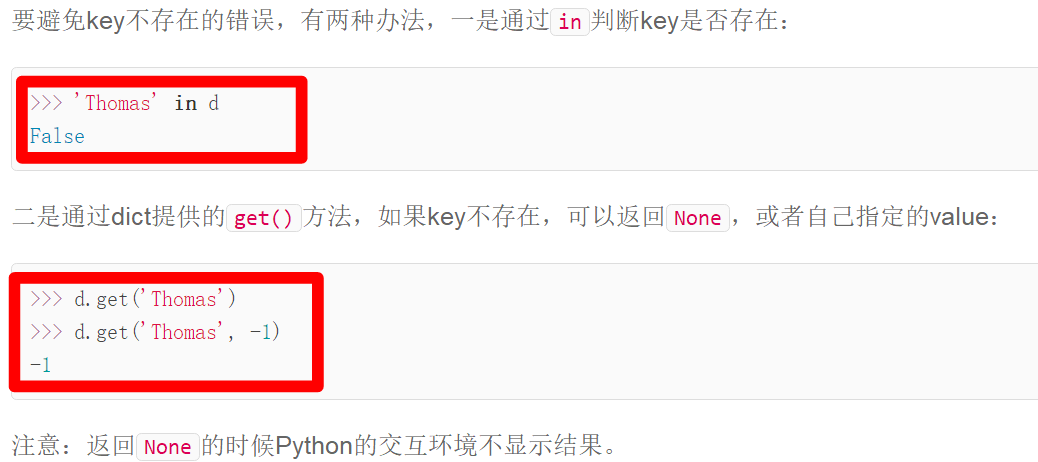 要避免key不存在的错误，有两种办法，一是通过in判断key是否存在：
>>> 'Thomas' in d
False
二是通过dict提供的get()方法，如果key不存在，可以返回None，或者自己指定的value：
>>> d.get('Thomas')
>>> d.get('Thomas', -1)
-1
注意：返回None的时候Python的交互环境不显示结果。